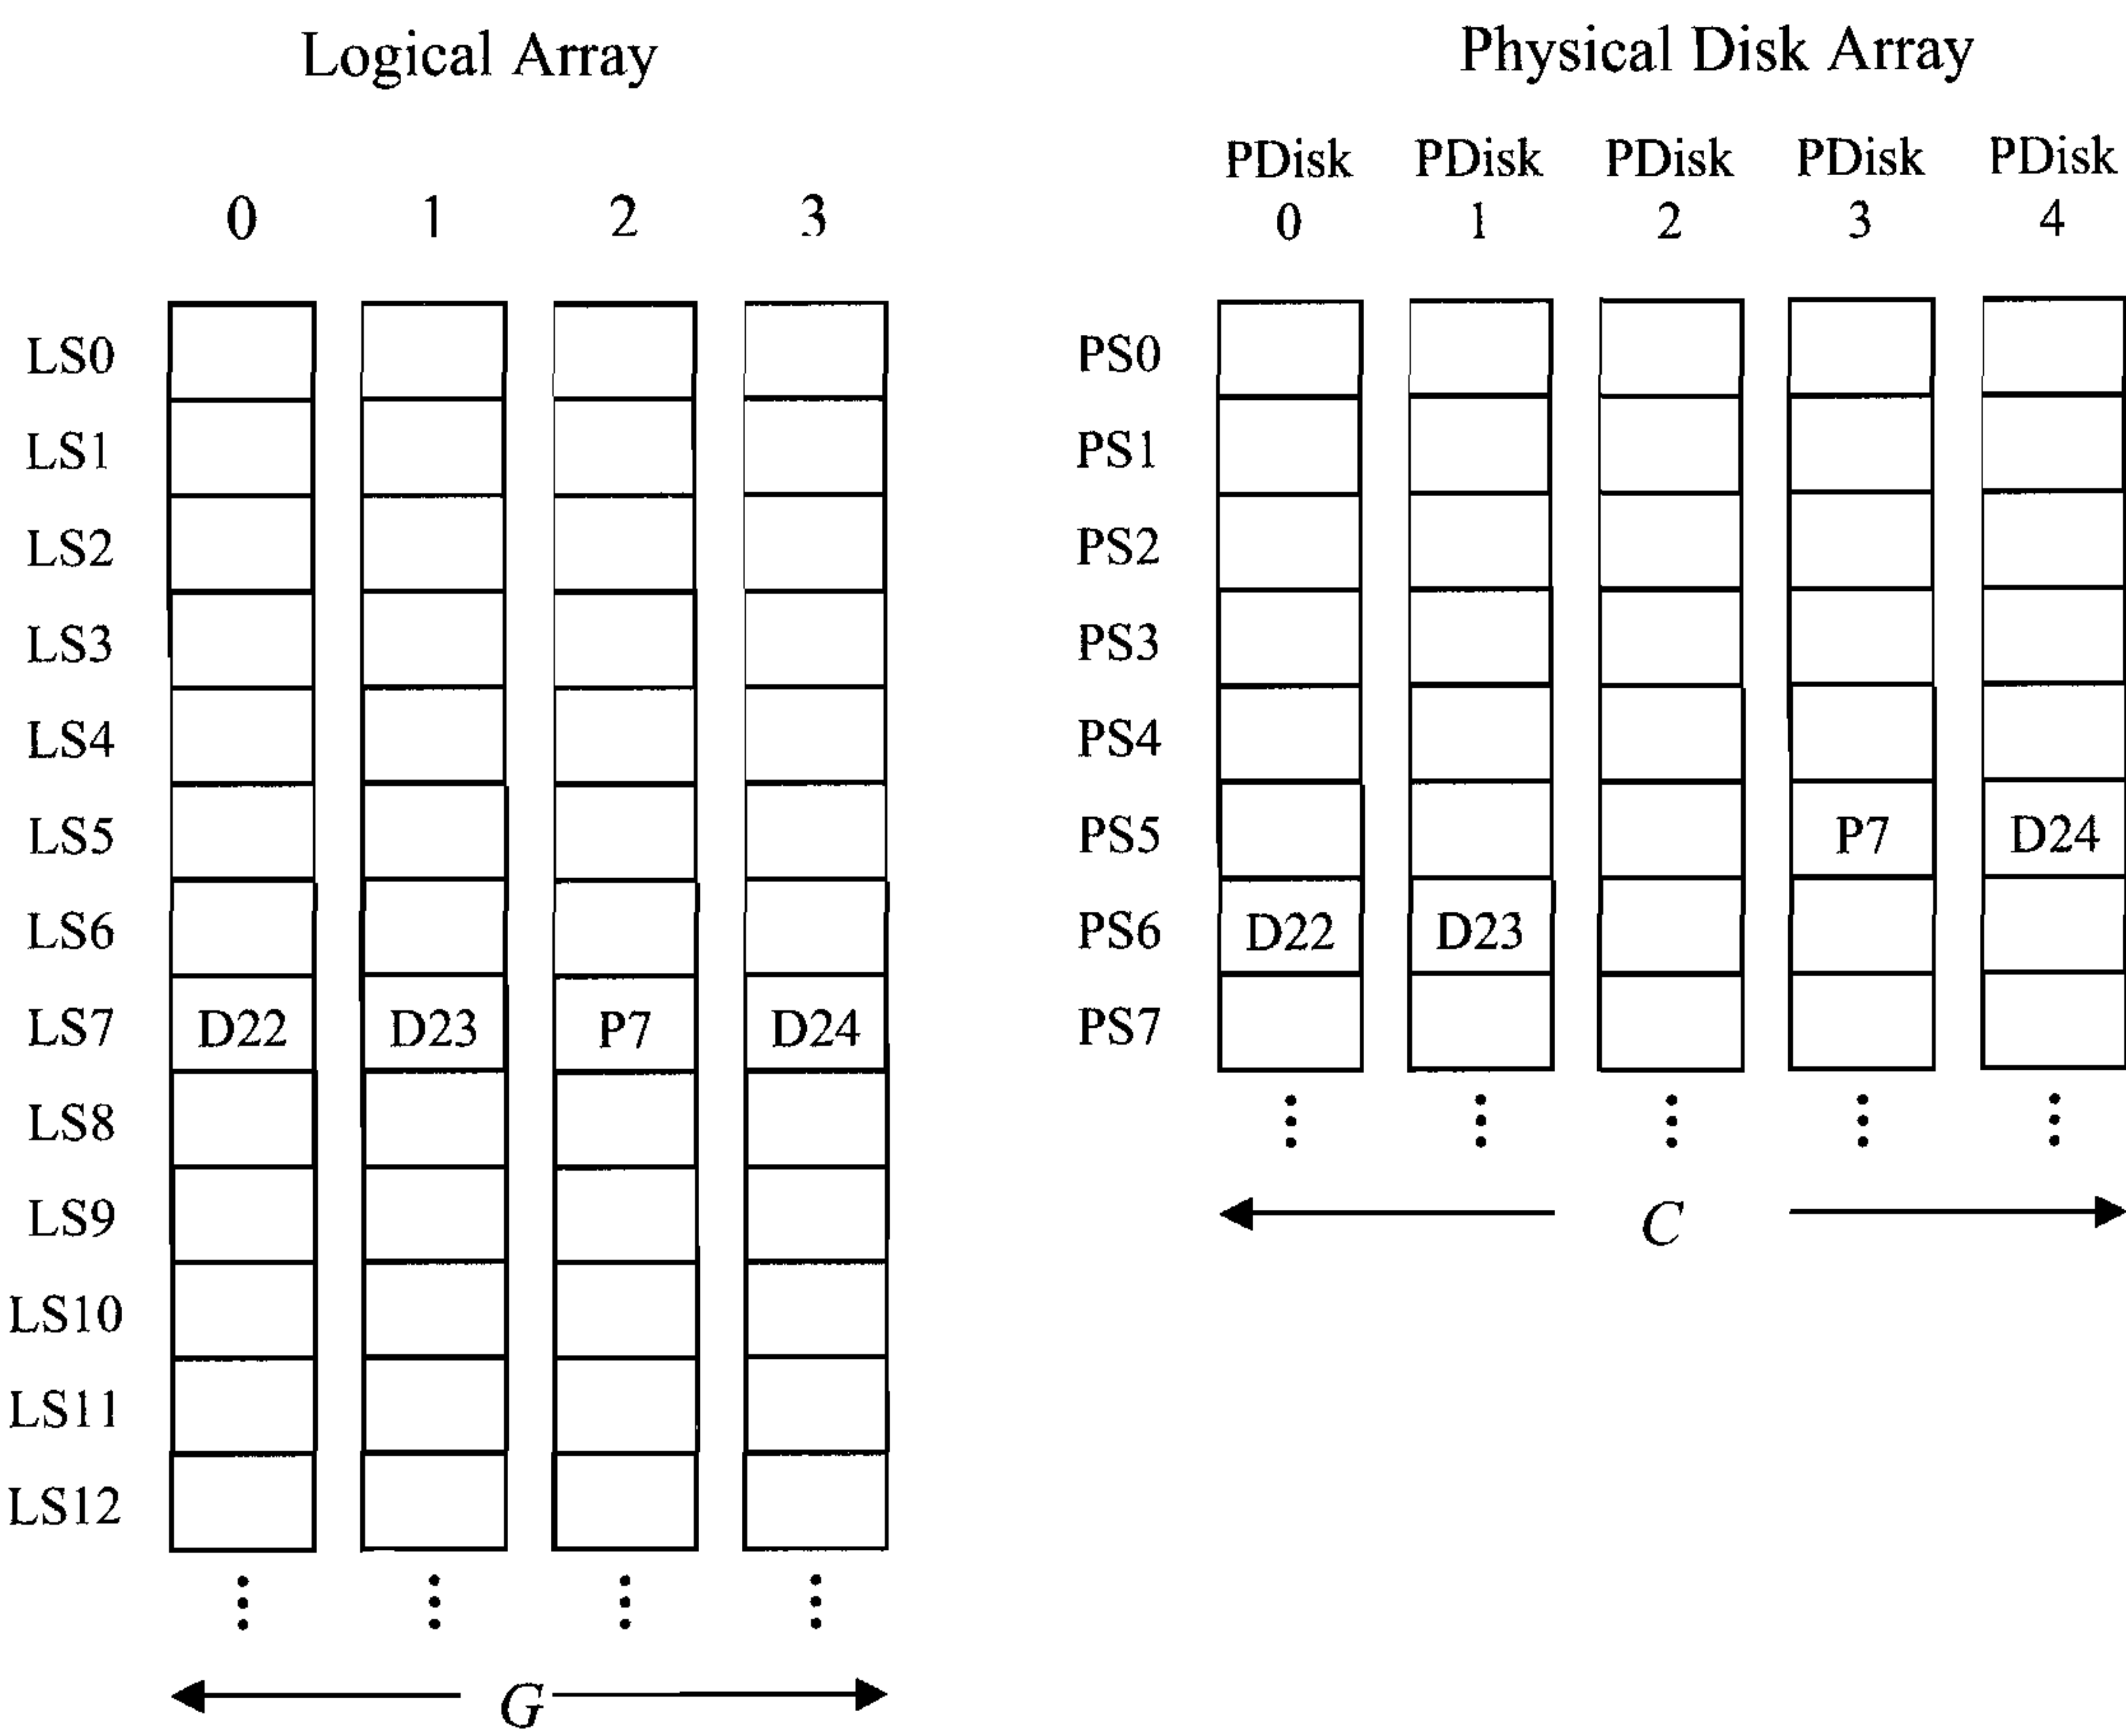 Logical Array
Physical Disk Array
PDisk PDisk PDisk PDisk PDisk
0 1 2 3
0 1 2 3 4
LS0 PS0
LS1 PS1
LS2 PS2
LS3 PS3
LS4 PS4
LS5 PS5 P7 D24
LS6 PS6 D22 D23
LS7 D22 D23 P7 D24 PS7
LS8
LS9
C
LS10
LS11
LS12
G